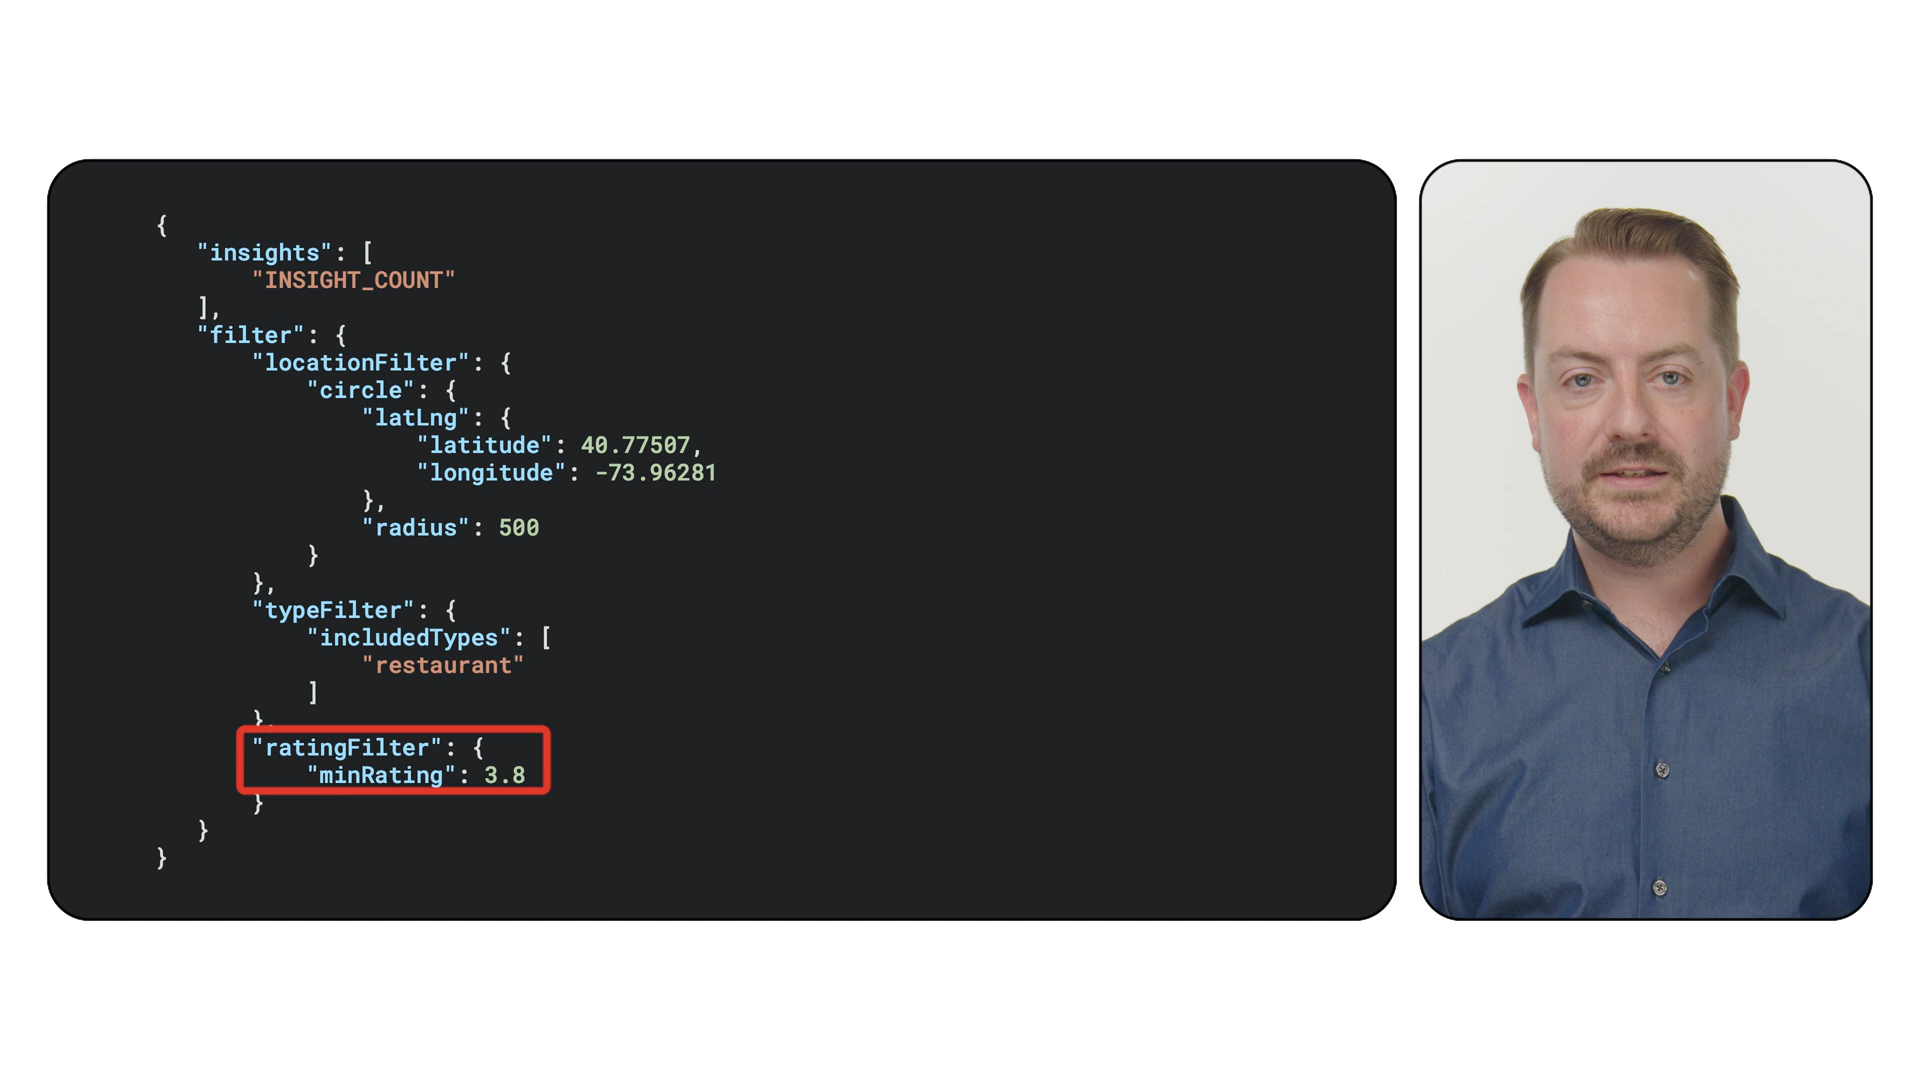 {
"insights": [
"INSIGHT_COUNT"
],
"filter": {
"locationFilter": {
"circle": {
"latLng": {
"latitude": 40.77507,
"longitude": -73.96281
},
"radius": 500
}
},
"typeFilter": {
"includedTypes": [
"restaurant"
]
},
"ratingFilter": {
"minRating": 3.8
}
}
}